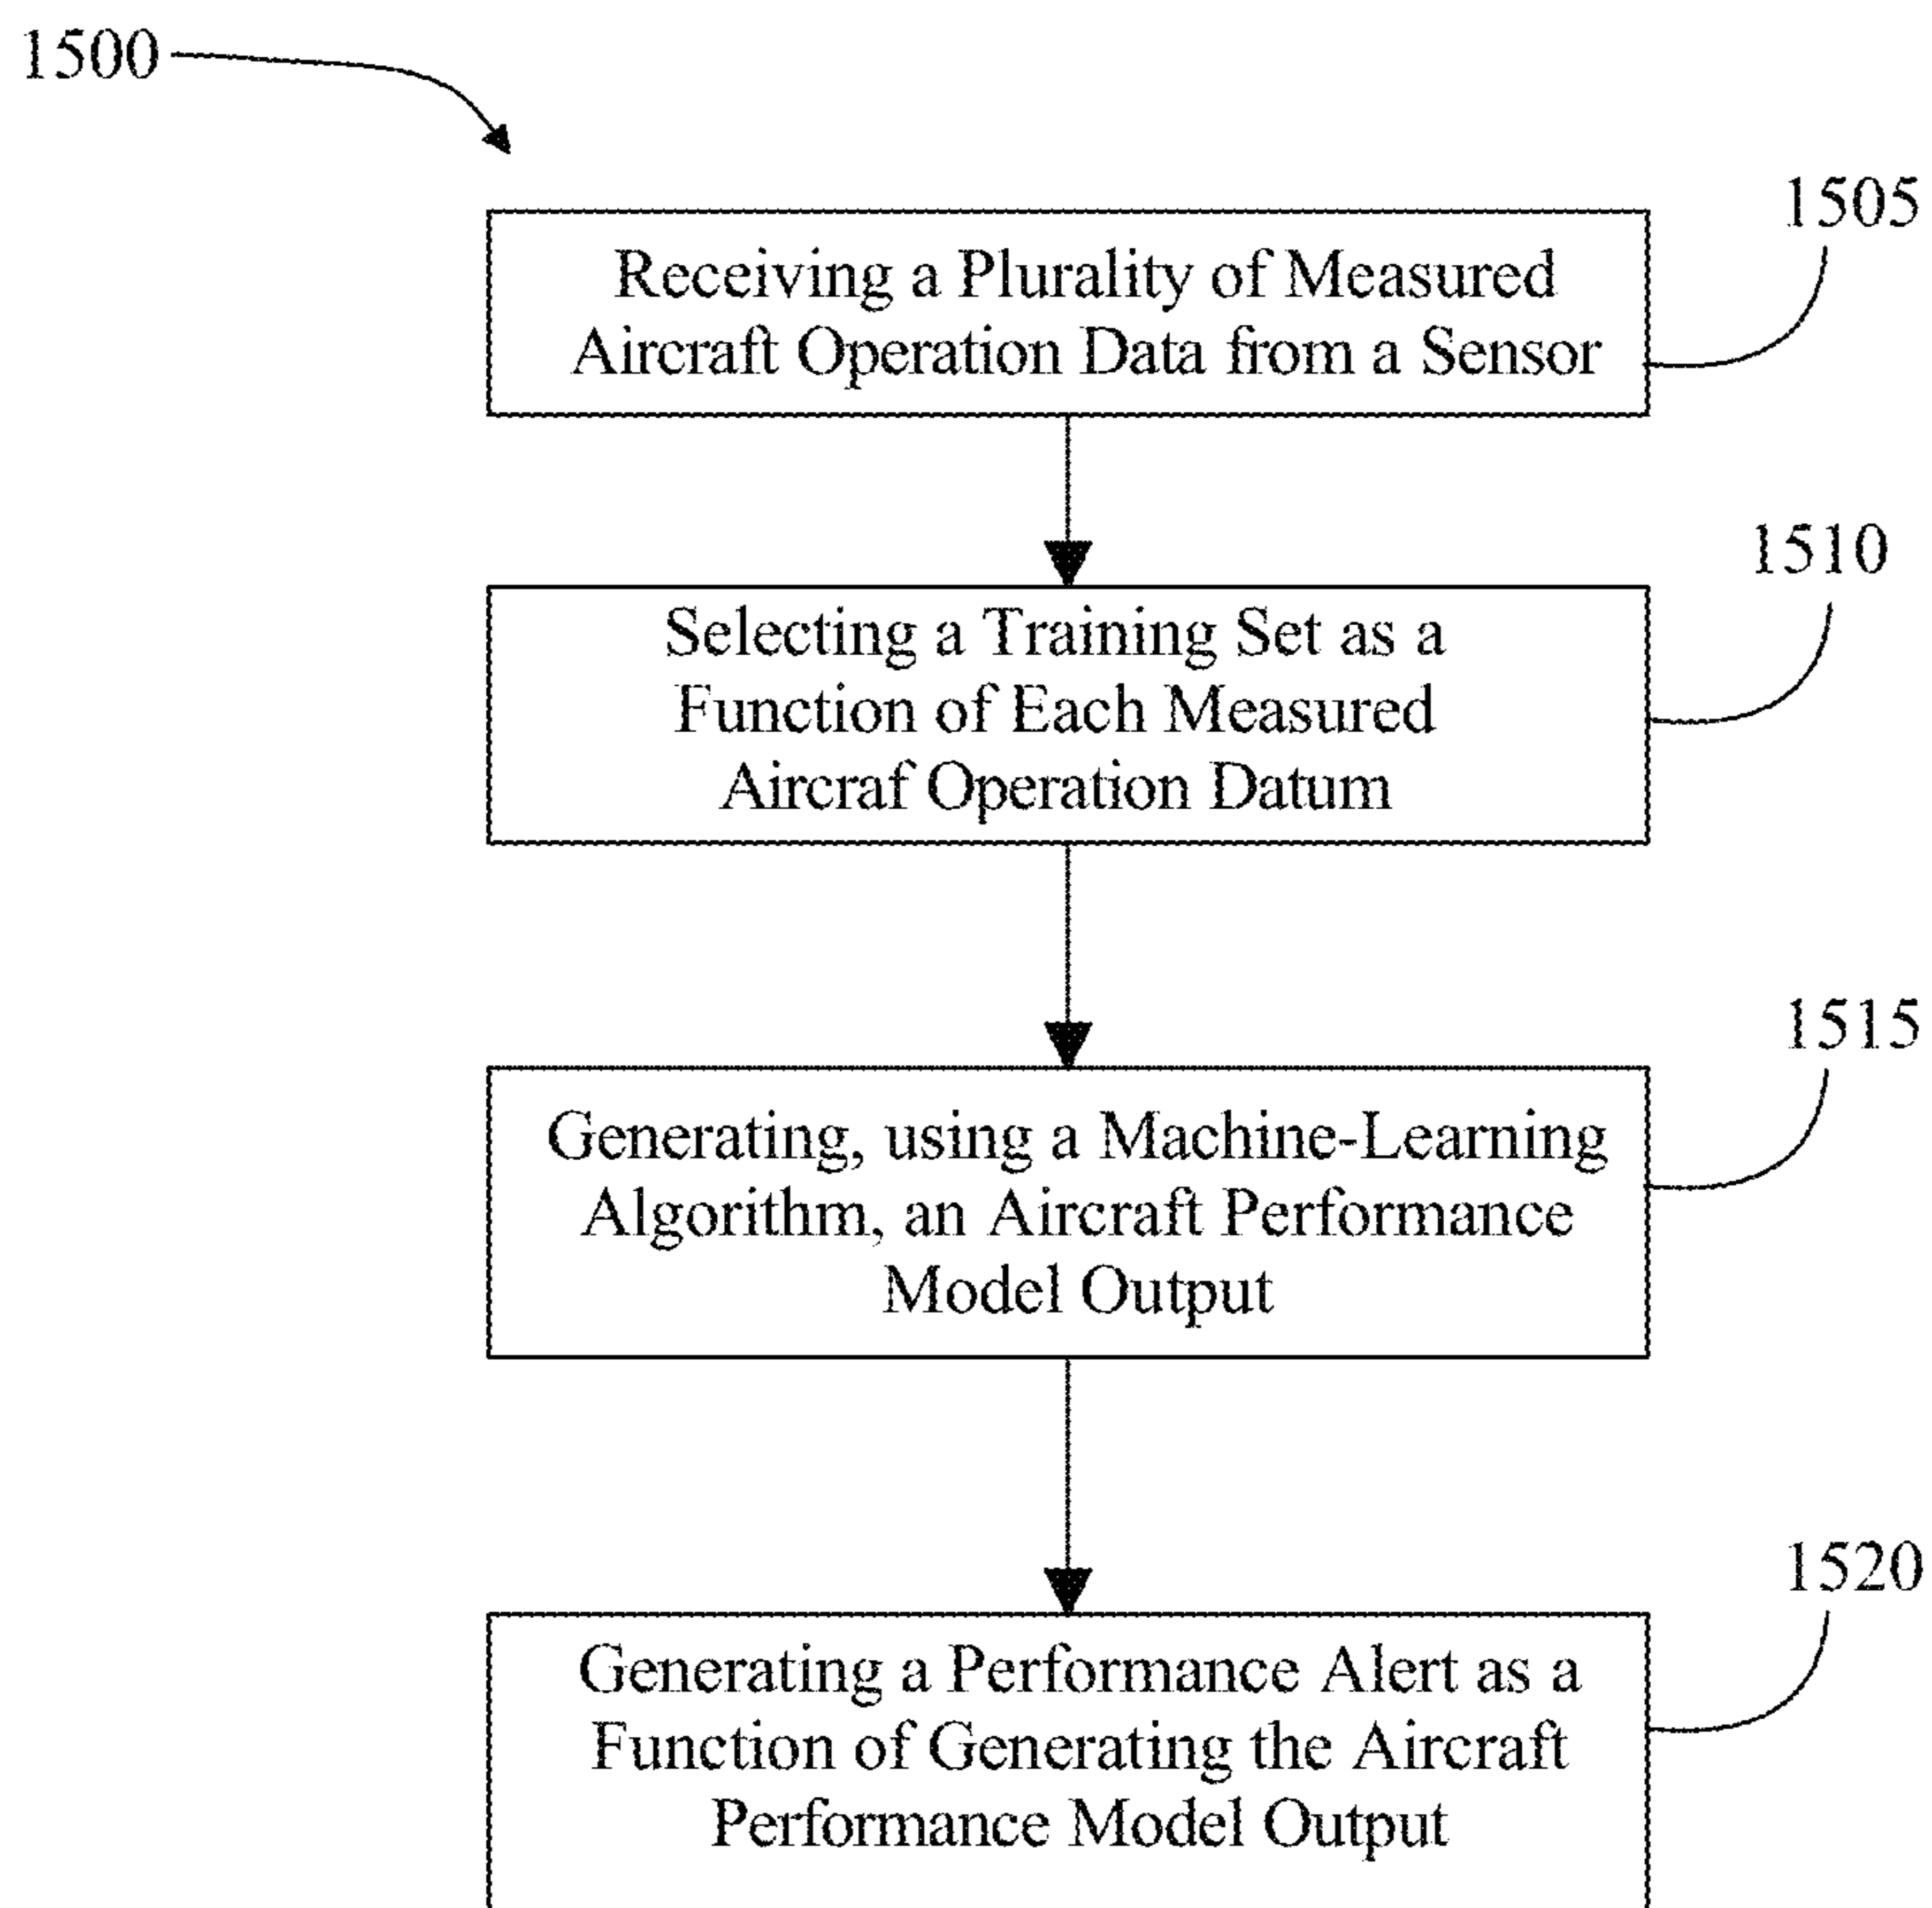 1500
1505
Receiving a Plurality of Measured
Aircraft Operation Data from a Sensor
1510
Selecting a Training Set as a
Function of Each Measured
Aircraf Operation Datum
1515
Generating, using a Machine-Learning
Algorithm, an Aircraft Performance
Model Output
1520
Generating a Performance Alert as a
Function of Generating the Aircraft
Performance Model Output